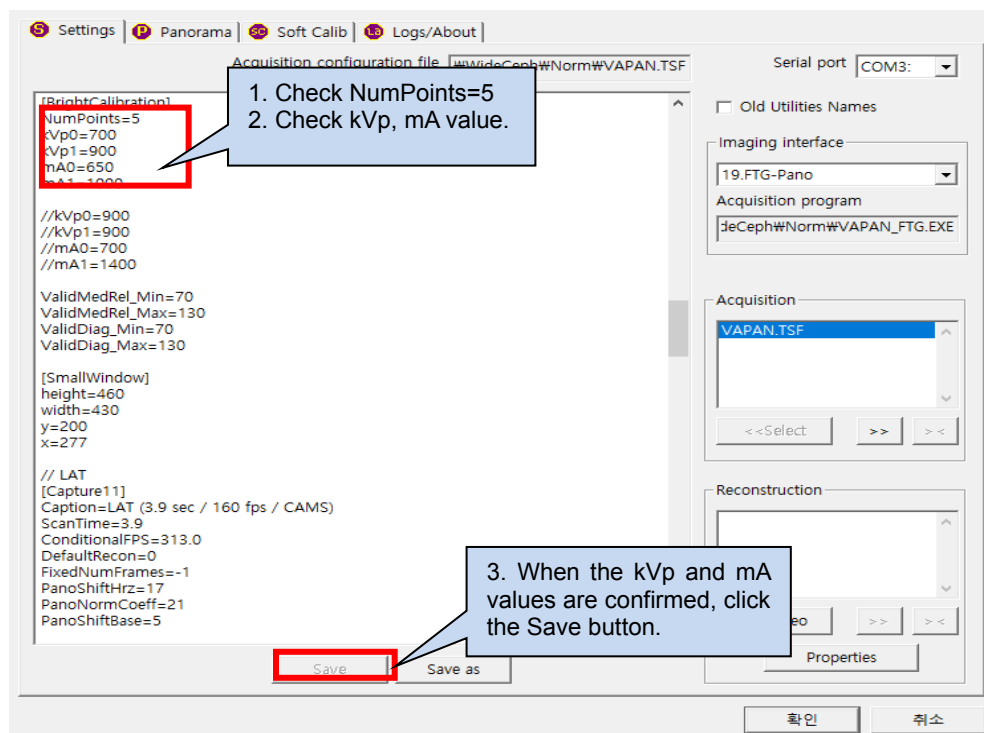 S Settings P Panorama SC Soft Calib La Logs/About
Acquisition configuration file ₩WideCeph₩Norm₩VAPAN.TSF
Serial port COM3:
1. Check NumPoints=5
2. Check kVp, mA value.
[BrightCalibration]
NumPoints=5
kVp0=700
kVp1=900
mA0=650
mA1=1000
//kVp0=900
//kVp1=900
//mA0=700
//mA1=1400
ValidMedRel_Min=70
ValidMedRel_Max=130
ValidDiag_Min=70
ValidDiag_Max=130
[SmallWindow]
height=460
width=430
y=200
x=277
// LAT
[Capture11]
Caption=LAT (3.9 sec / 160 fps / CAMS)
ScanTime=3.9
ConditionalFPS=313.0
DefaultRecon=0
FixedNumFrames=-1
PanoShiftHrz=17
PanoNormCoeff=21
PanoShiftBase=5
Save Save as
3. When the kVp and mA
values are confirmed, click
the Save button.
Old Utilities Names
Imaging interface
19.FTG-Pano
Acquisition program
deCeph₩Norm₩VAPAN_FTG.EXE
Acquisition
VAPAN.TSF
<<Select >> ><
Reconstruction
eo >> ><
Properties
확인 취소